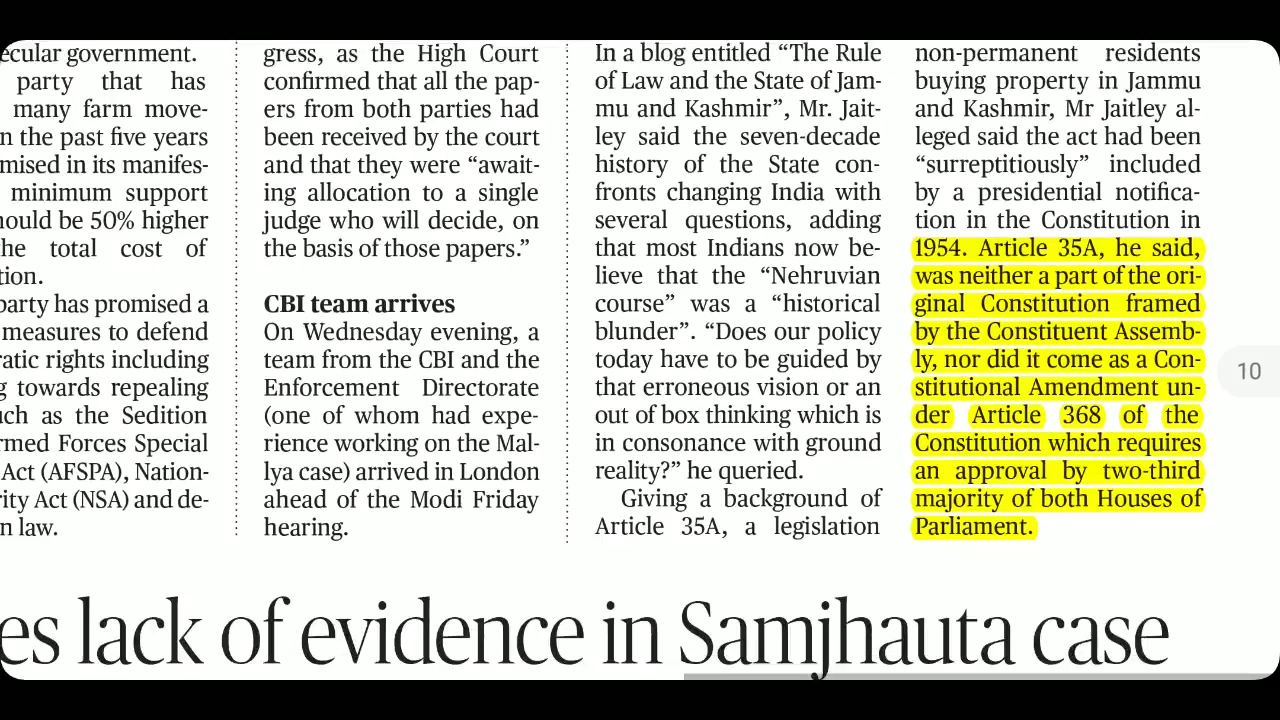 ecular government.
party that has
many farm move-
n the past five years
mised in its manifes-
minimum support
hould be 50% higher
he total cost of
tion.
party has promised a
measures to defend
ratic rights including
g towards repealing
uch as the Sedition
rmed Forces Special
Act (AFSPA), Nation-
rity Act (NSA) and de-
n law.
gress, as the High Court
confirmed that all the pap-
ers from both parties had
been received by the court
and that they were “await-
ing allocation to a single
judge who will decide, on
the basis of those papers.”
CBI team arrives
On Wednesday evening, a
team from the CBI and the
Enforcement Directorate
(one of whom had expe-
rience working on the Mal-
lya case) arrived in London
ahead of the Modi Friday
hearing.
In a blog entitled “The Rule
of Law and the State of Jam-
mu and Kashmir”, Mr. Jait-
ley said the seven-decade
history of the State con-
fronts changing India with
several questions, adding
that most Indians now be-
lieve that the “Nehruvian
course” was a “historical
blunder”. “Does our policy
today have to be guided by
that erroneous vision or an
out of box thinking which is
in consonance with ground
reality?” he queried.
Giving a background of
Article 35A, a legislation
non-permanent residents
buying property in Jammu
and Kashmir, Mr Jaitley al-
leged said the act had been
“surreptitiously” included
by a presidential notifica-
tion in the Constitution in
1954. Article 35A, he said,
was neither a part of the ori-
ginal Constitution framed
by the Constituent Assemb-
ly, nor did it come as a Con-
stitutional Amendment un-
der Article 368 of the
Constitution which requires
an approval by two-third
majority of both Houses of
Parliament.
10
es lack of evidence in Samjhauta case